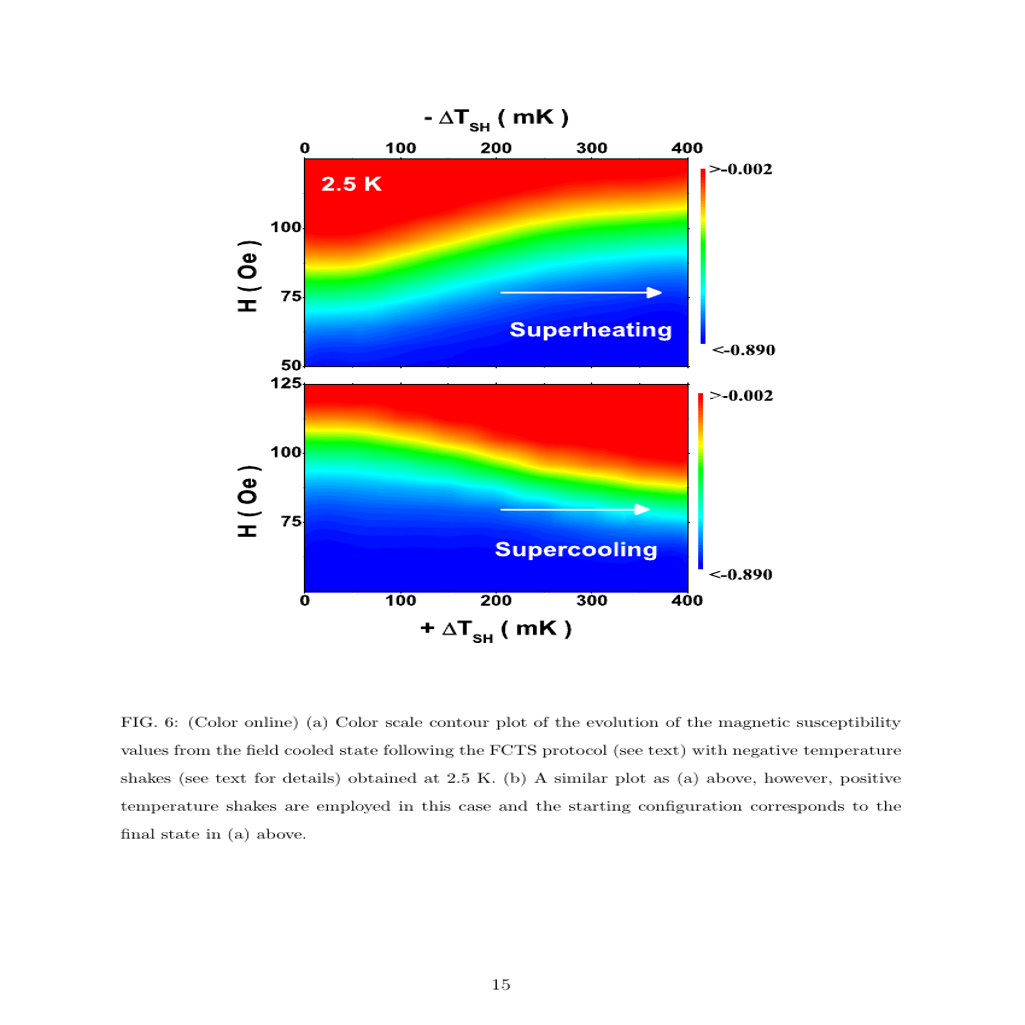 - ΔT_SH ( mK )
0 100 200 300 400
2.5 K
>-0.002
100
H ( Oe )
75
Superheating
<-0.890
50
125
>-0.002
100
H ( Oe )
75
Supercooling
<-0.890
0 100 200 300 400
+ ΔT_SH ( mK )
FIG. 6: (Color online) (a) Color scale contour plot of the evolution of the magnetic susceptibility
values from the field cooled state following the FCTS protocol (see text) with negative temperature
shakes (see text for details) obtained at 2.5 K. (b) A similar plot as (a) above, however, positive
temperature shakes are employed in this case and the starting configuration corresponds to the
final state in (a) above.
15